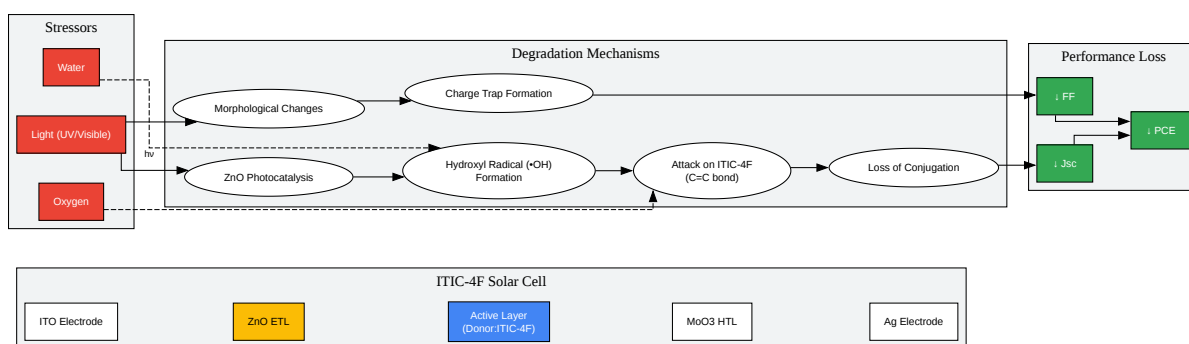 Stressors
Water
Light (UV/Visible)
hν
Oxygen
Degradation Mechanisms
Morphological Changes
Charge Trap Formation
ZnO Photocatalysis
Hydroxyl Radical (•OH)
Formation
Attack on ITIC-4F
(C=C bond)
Loss of Conjugation
Performance Loss
↓ FF
↓ PCE
↓ Jsc
ITIC-4F Solar Cell
ITO Electrode
ZnO ETL
Active Layer
(Donor:ITIC-4F)
MoO3 HTL
Ag Electrode